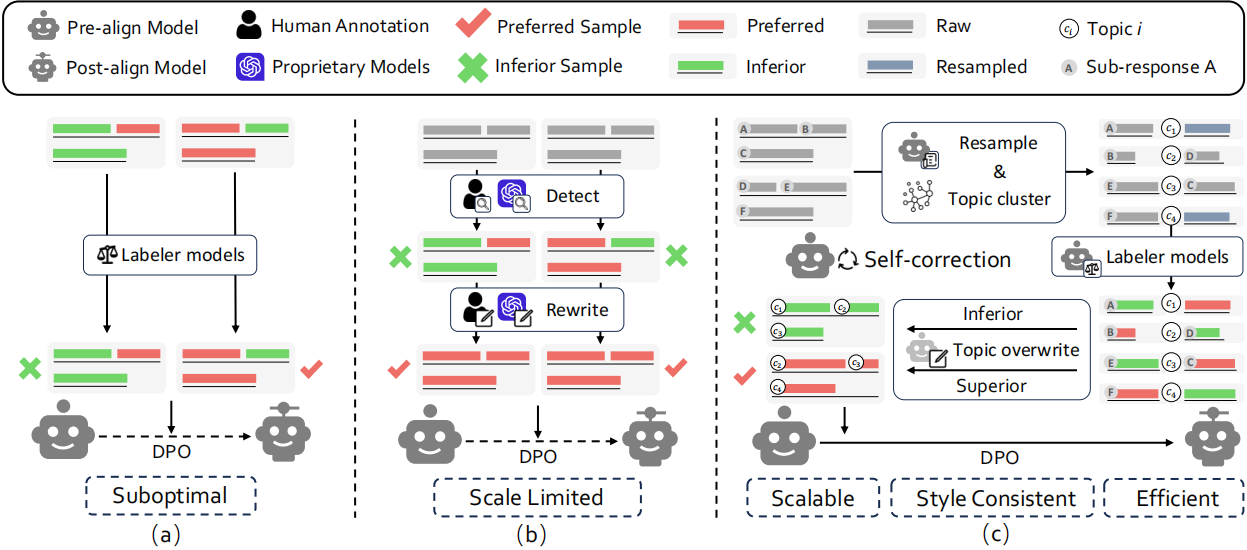 Pre-align Model
Human Annotation
Preferred Sample
Preferred
Raw
c_i
Topic i
Post-align Model
Proprietary Models
Inferior Sample
Inferior
Resampled
A
Sub-response A
Labeler models
DPO
Suboptimal
(a)
Detect
Rewrite
DPO
Scale Limited
(b)
A
B
C
D
E
F
Resample
&
Topic cluster
A
c_1
B
c_2
D
E
c_3
C
F
c_4
Self-correction
Labeler models
A
c_1
B
c_2
D
E
c_3
C
F
c_4
Inferior
Topic overwrite
Superior
c_1
c_2
c_3
c_2
c_3
c_4
DPO
Scalable
Style Consistent
Efficient
(c)